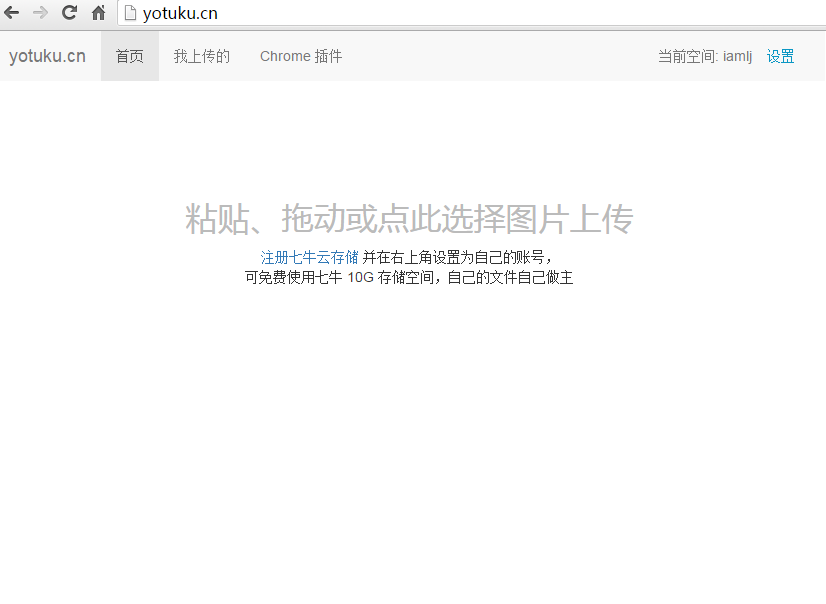 yotuku.cn
yotuku.cn 首页 我上传的 Chrome 插件 当前空间: iamlj 设置
粘贴、拖动或点此选择图片上传
注册七牛云存储 并在右上角设置为自己的账号，
可免费使用七牛 10G 存储空间，自己的文件自己做主